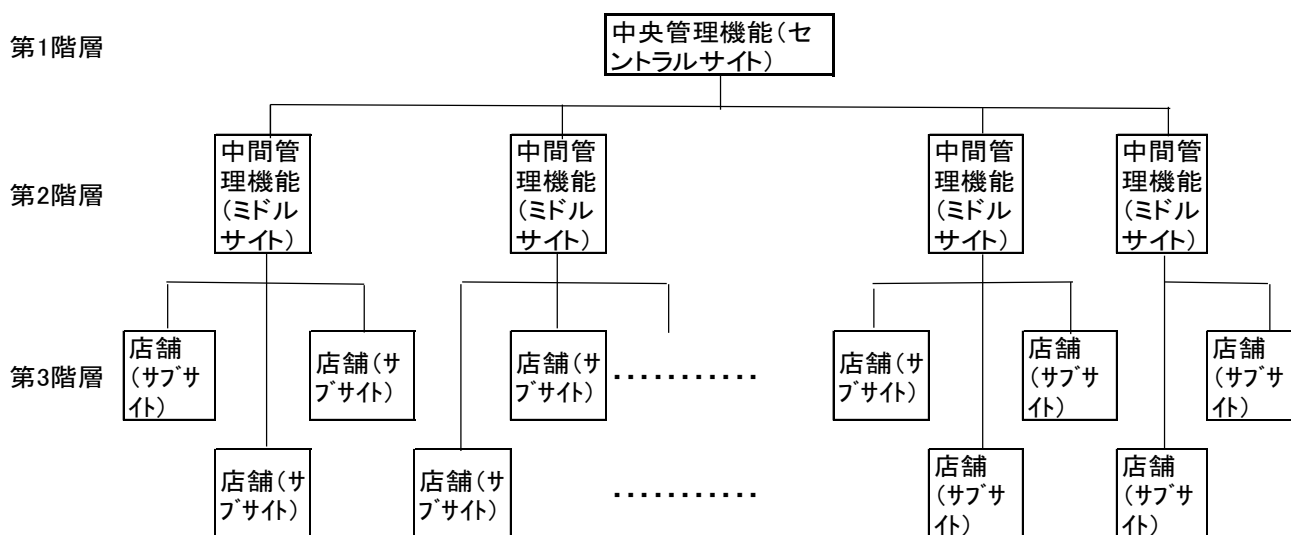 第1階層
中央管理機能(セ
ントラルサイト)
第2階層
中間管
理機能
(ミドル
サイト)
中間管
理機能
(ミドル
サイト)
中間管
理機能
(ミドル
サイト)
中間管
理機能
(ミドル
サイト)
第3階層
店舗
(サブサ
イト)
店舗(サ
ブサイト)
店舗(サ
ブサイト)
・・・・・・・・・・・
店舗(サ
ブサイト)
店舗
(サブサ
イト)
店舗
(サブサ
イト)
店舗(サ
ブサイト)
店舗(サ
ブサイト)
・・・・・・・・・・・
店舗
(サブサ
イト)
店舗
(サブサ
イト)